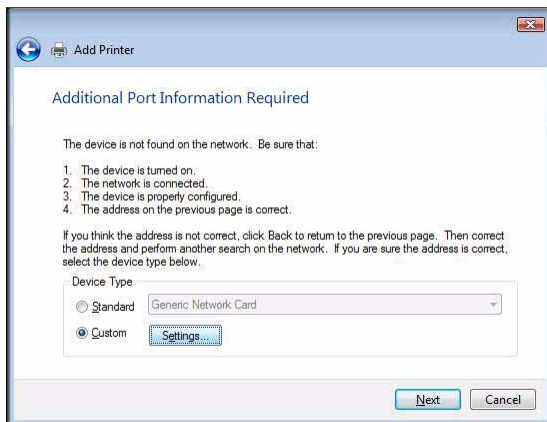 Add Printer
Additional Port Information Required
The device is not found on the network. Be sure that:
1. The device is turned on.
2. The network is connected.
3. The device is properly configured.
4. The address on the previous page is correct.
If you think the address is not correct, click Back to return to the previous page. Then correct
the address and perform another search on the network. If you are sure the address is correct,
select the device type below.
Device Type
Standard
Generic Network Card
Custom
Settings...
Next
Cancel